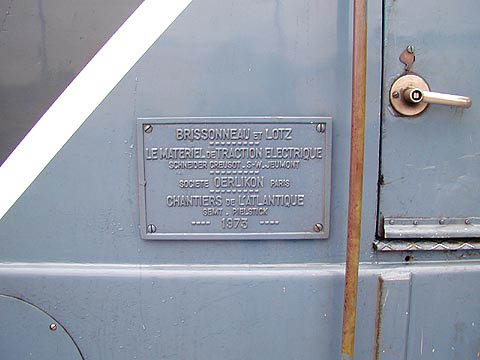 BRISSONNEAU ET LOTZ
LE MATERIEL DE TRACTION ELECTRIQUE
SCHNEIDER CREUSOT.S-W.JEUMONT
SOCIETE OERLIKON PARIS
CHANTIERS DE L'ATLANTIQUE
SEMT . PIELSTICK
---- 1973 ----